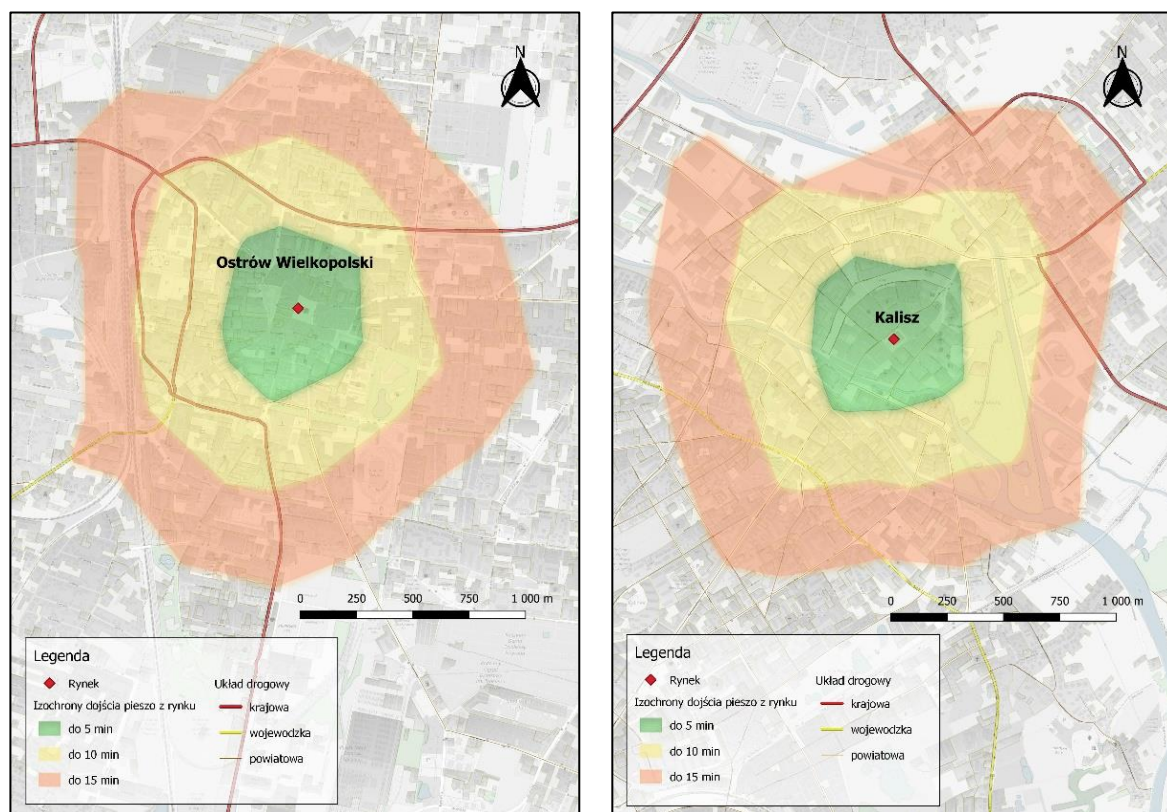 N
Ostrów Wielkopolski
0 250 500 750 1 000 m
Legenda
Rynek
Izochrony dojścia pieszo z rynku
do 5 min
do 10 min
do 15 min
Układ drogowy
krajowa
wojewodzka
powiatowa
N
Kalisz
0 250 500 750 1 000 m
Legenda
Rynek
Izochrony dojścia pieszo z rynku
do 5 min
do 10 min
do 15 min
Układ drogowy
krajowa
wojewodzka
powiatowa